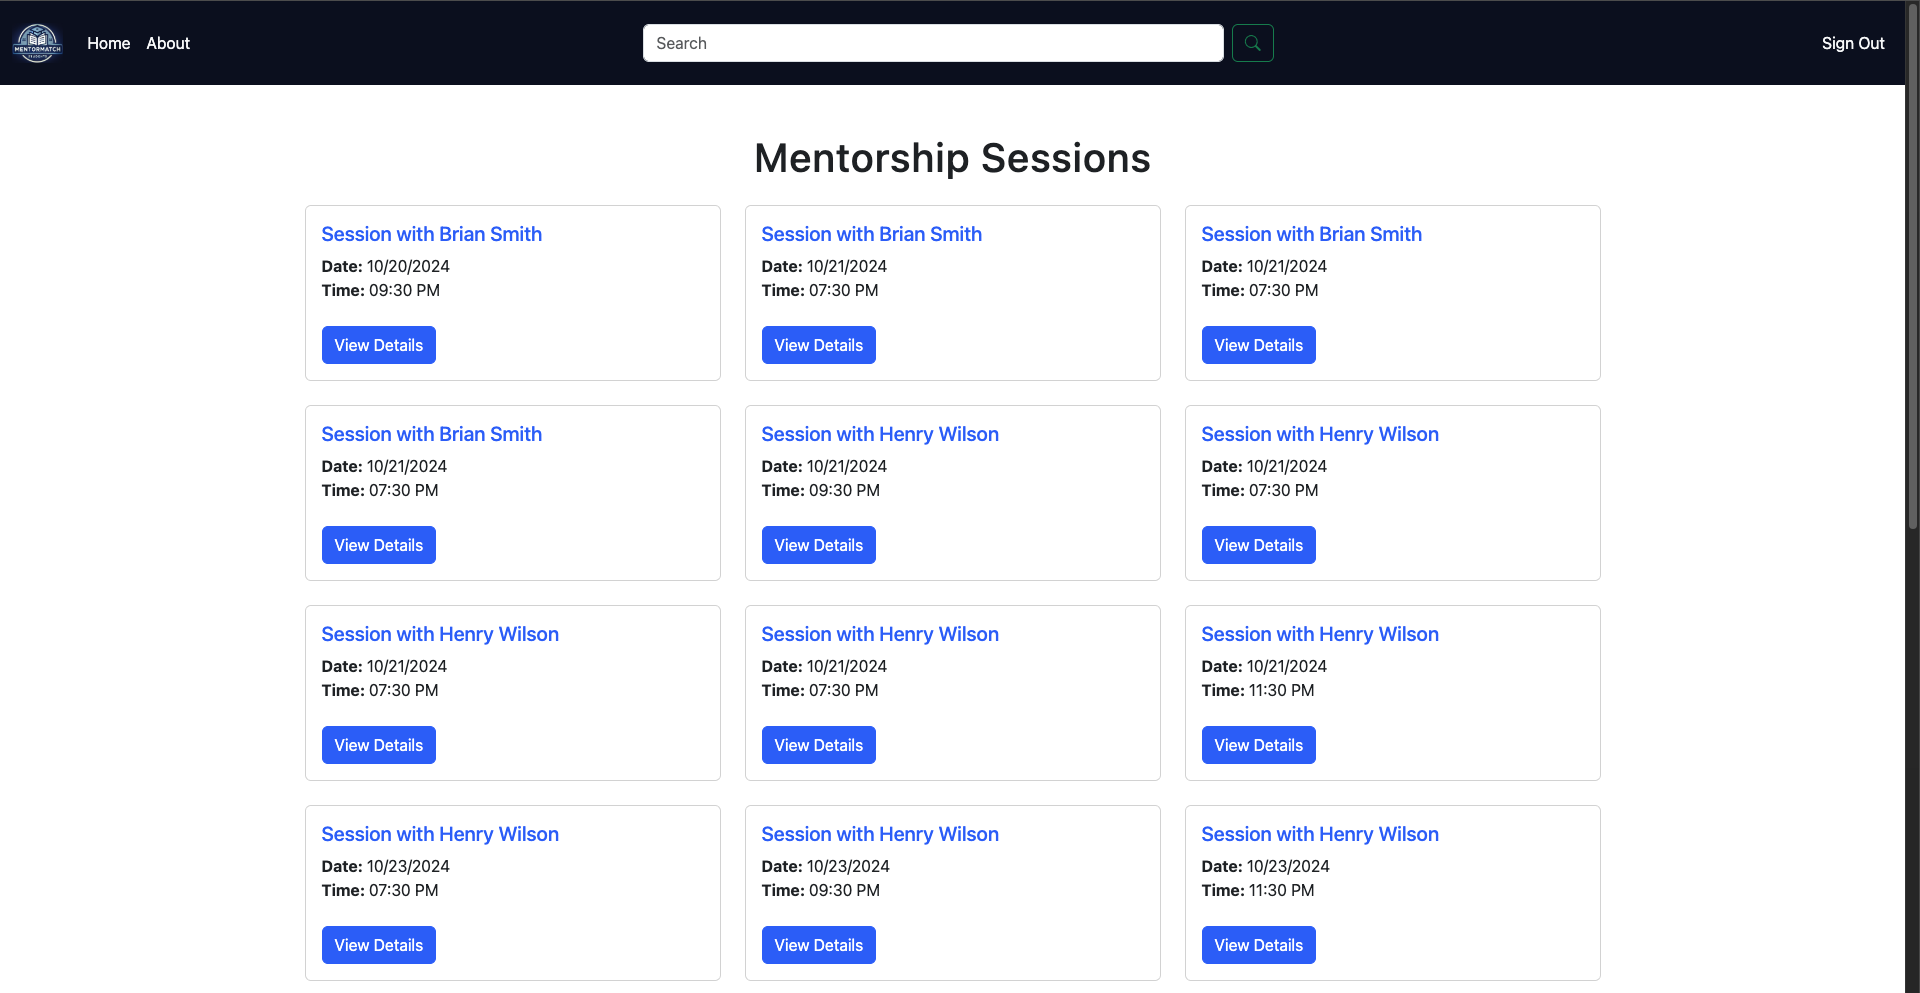 MENTORMATCH
Home
About
Search
Sign Out
Mentorship Sessions
Session with Brian Smith
Date: 10/20/2024
Time: 09:30 PM
View Details
Session with Brian Smith
Date: 10/21/2024
Time: 07:30 PM
View Details
Session with Brian Smith
Date: 10/21/2024
Time: 07:30 PM
View Details
Session with Brian Smith
Date: 10/21/2024
Time: 07:30 PM
View Details
Session with Henry Wilson
Date: 10/21/2024
Time: 09:30 PM
View Details
Session with Henry Wilson
Date: 10/21/2024
Time: 07:30 PM
View Details
Session with Henry Wilson
Date: 10/21/2024
Time: 07:30 PM
View Details
Session with Henry Wilson
Date: 10/21/2024
Time: 07:30 PM
View Details
Session with Henry Wilson
Date: 10/21/2024
Time: 11:30 PM
View Details
Session with Henry Wilson
Date: 10/23/2024
Time: 07:30 PM
View Details
Session with Henry Wilson
Date: 10/23/2024
Time: 09:30 PM
View Details
Session with Henry Wilson
Date: 10/23/2024
Time: 11:30 PM
View Details